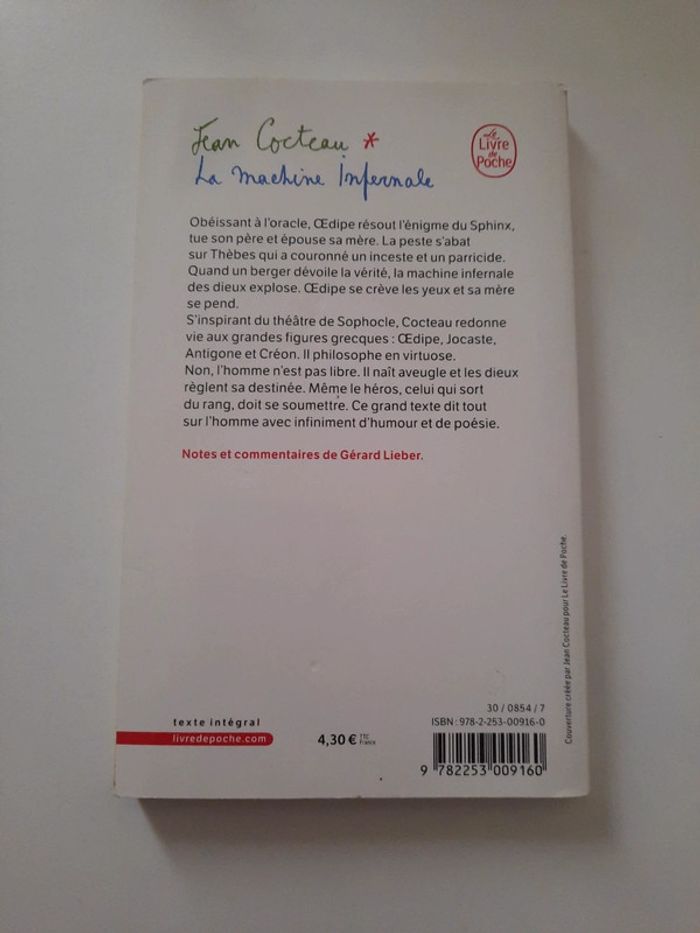 Jean Cocteau *
La Machine Infernale
Le
Livre
de
Poche
Obéissant à l'oracle, Œdipe résout l'énigme du Sphinx,
tue son père et épouse sa mère. La peste s'abat
sur Thèbes qui a couronné un inceste et un parricide.
Quand un berger dévoile la vérité, la machine infernale
des dieux explose. Œdipe se crève les yeux et sa mère
se pend.
S'inspirant du théâtre de Sophocle, Cocteau redonne
vie aux grandes figures grecques : Œdipe, Jocaste,
Antigone et Créon. Il philosophe en virtuose.
Non, l'homme n'est pas libre. Il naît aveugle et les dieux
règlent sa destinée. Même le héros, celui qui sort
du rang, doit se soumettre. Ce grand texte dit tout
sur l'homme avec infiniment d'humour et de poésie.
Notes et commentaires de Gérard Lieber.
Couverture créée par Jean Cocteau pour Le Livre de Poche.
texte intégral
livredepoche.com
4,30 € TTC
France
30 / 0854 / 7
ISBN : 978-2-253-00916-0
9 782253 009160